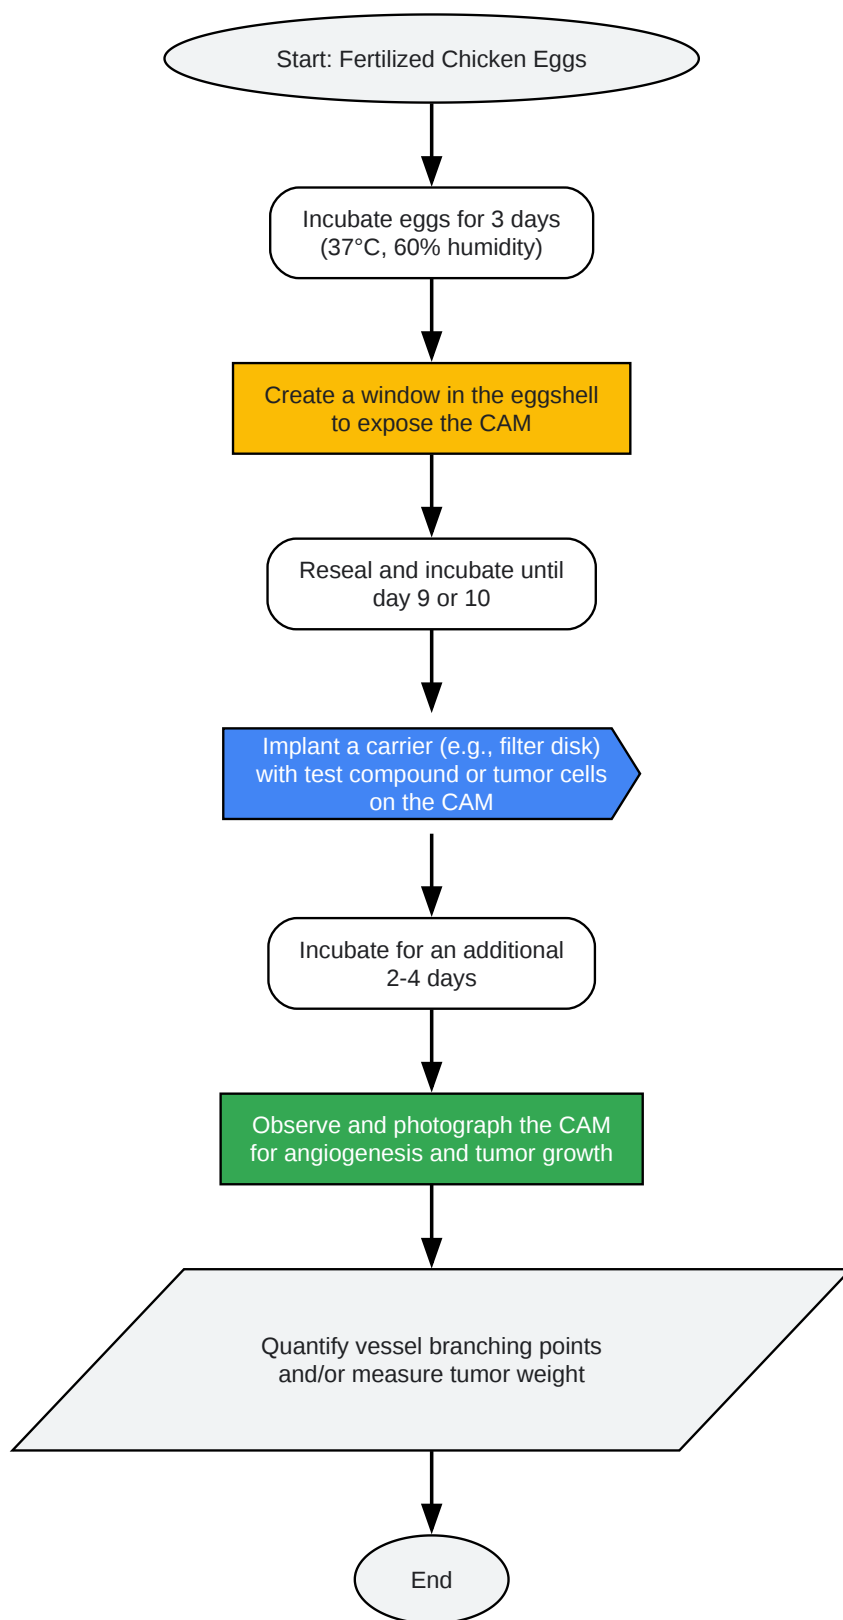 Start: Fertilized Chicken Eggs
Incubate eggs for 3 days
(37°C, 60% humidity)
Create a window in the eggshell
to expose the CAM
Reseal and incubate until
day 9 or 10
Implant a carrier (e.g., filter disk)
with test compound or tumor cells
on the CAM
Incubate for an additional
2-4 days
Observe and photograph the CAM
for angiogenesis and tumor growth
Quantify vessel branching points
and/or measure tumor weight
End